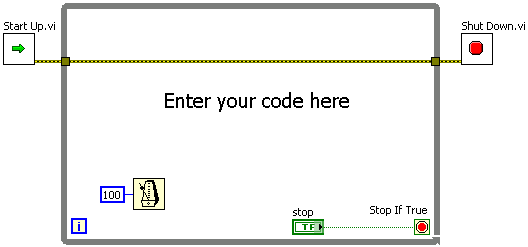 Start Up.vi
Shut Down.vi
Enter your code here
100
i
stop
TF
Stop If True